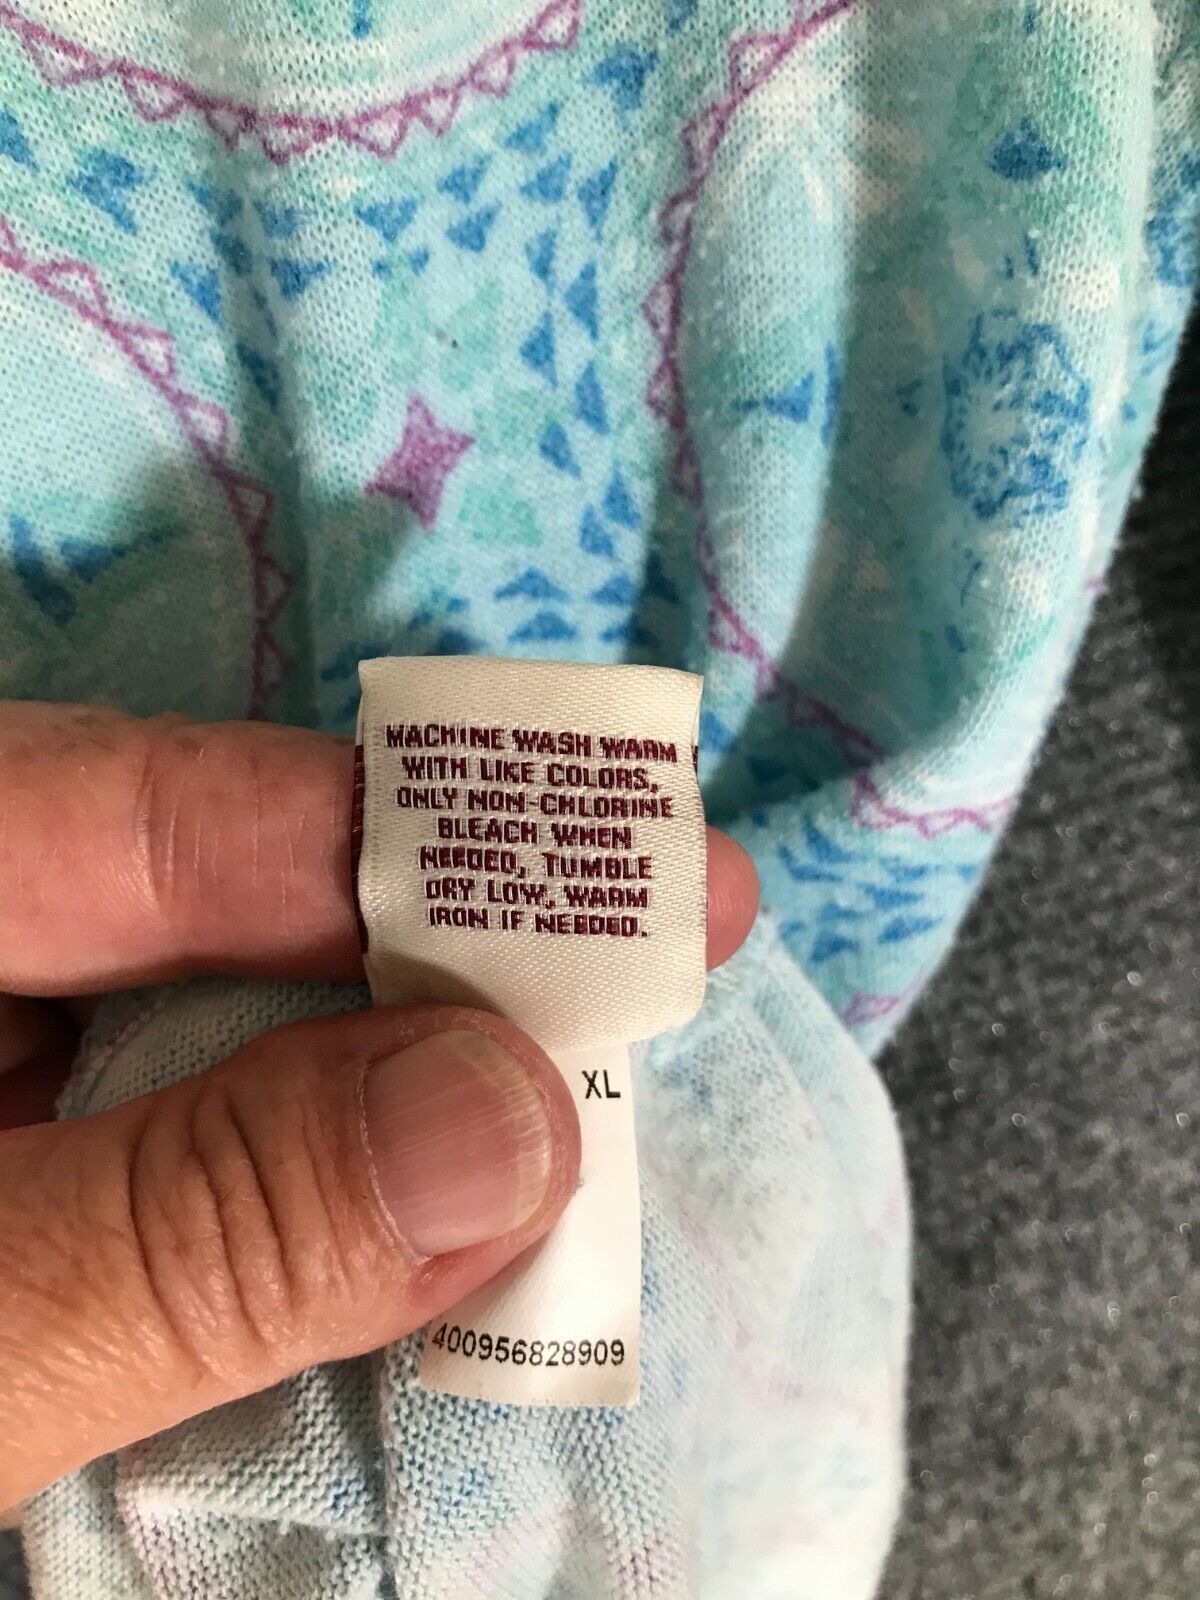 MACHINE WASH WARM
WITH LIKE COLORS,
ONLY NON-CHLORINE
BLEACH WHEN
NEEDED, TUMBLE
DRY LOW, WARM
IRON IF NEEDED.
XL
400956828909